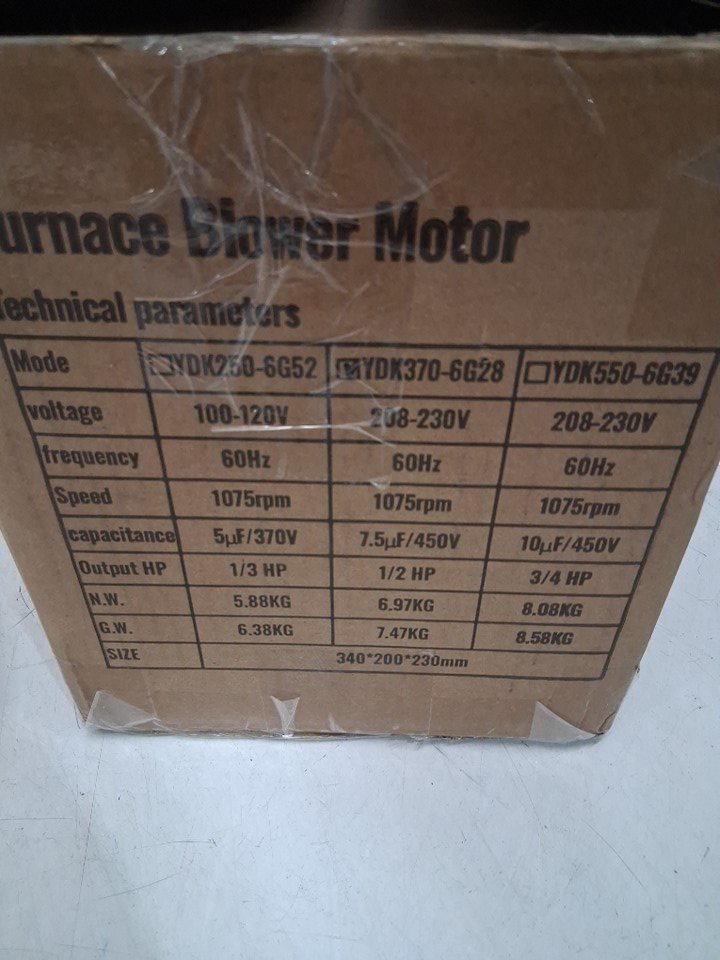 urnace Blower Motor
Technical parameters
Mode ☐YDK250-6G52 ☑YDK370-6G28 ☐YDK550-6G39
voltage 100-120V 208-230V 208-230V
frequency 60Hz 60Hz 60Hz
Speed 1075rpm 1075rpm 1075rpm
capacitance 5μF/370V 7.5μF/450V 10μF/450V
Output HP 1/3 HP 1/2 HP 3/4 HP
N.W. 5.88KG 6.97KG 8.08KG
G.W. 6.38KG 7.47KG 8.58KG
SIZE 340*200*230mm